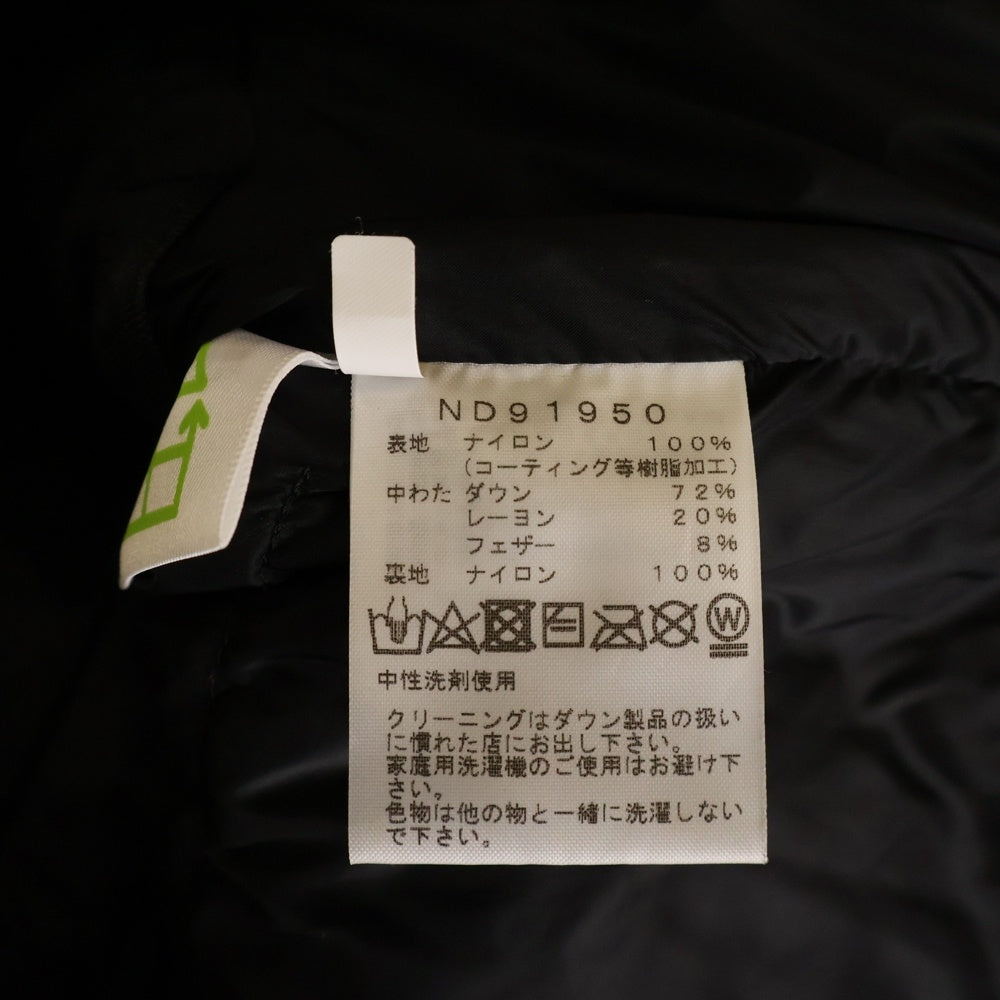 ND91950
表地 ナイロン 100%
(コーティング等樹脂加工)
中わた ダウン 72%
レーヨン 20%
フェザー 8%
裏地 ナイロン 100%
W
中性洗剤使用
クリーニングはダウン製品の扱い
に慣れた店にお出し下さい。
家庭用洗濯機のご使用はお避け下
さい。
色物は他の物と一緒に洗濯しない
で下さい。